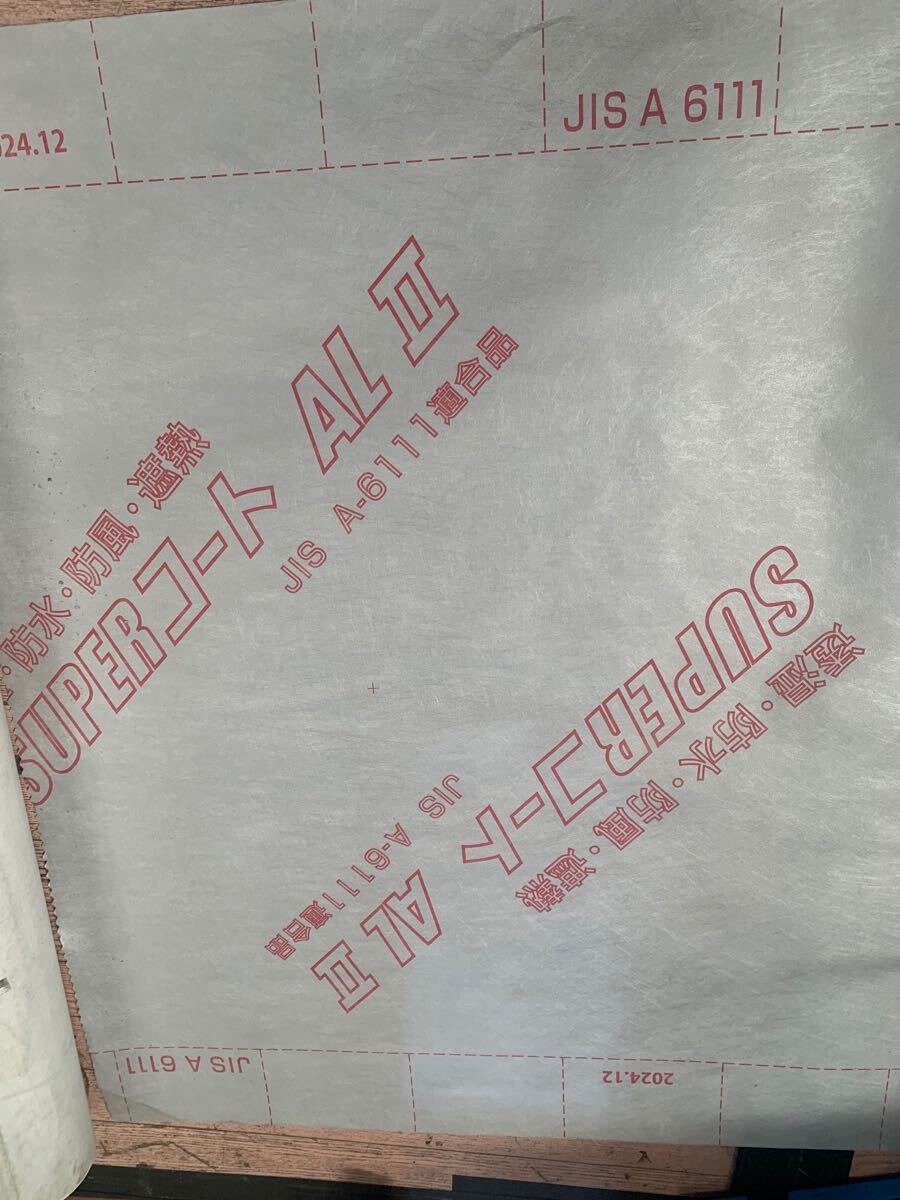 024.12
JIS A 6111
・防水・防風・遮熱
SUPERコート AL II
JIS A-6111適合品
透湿・防水・防風・遮熱
SUPERコート AL II
JIS A-6111適合品
JIS A 6111
2024.12